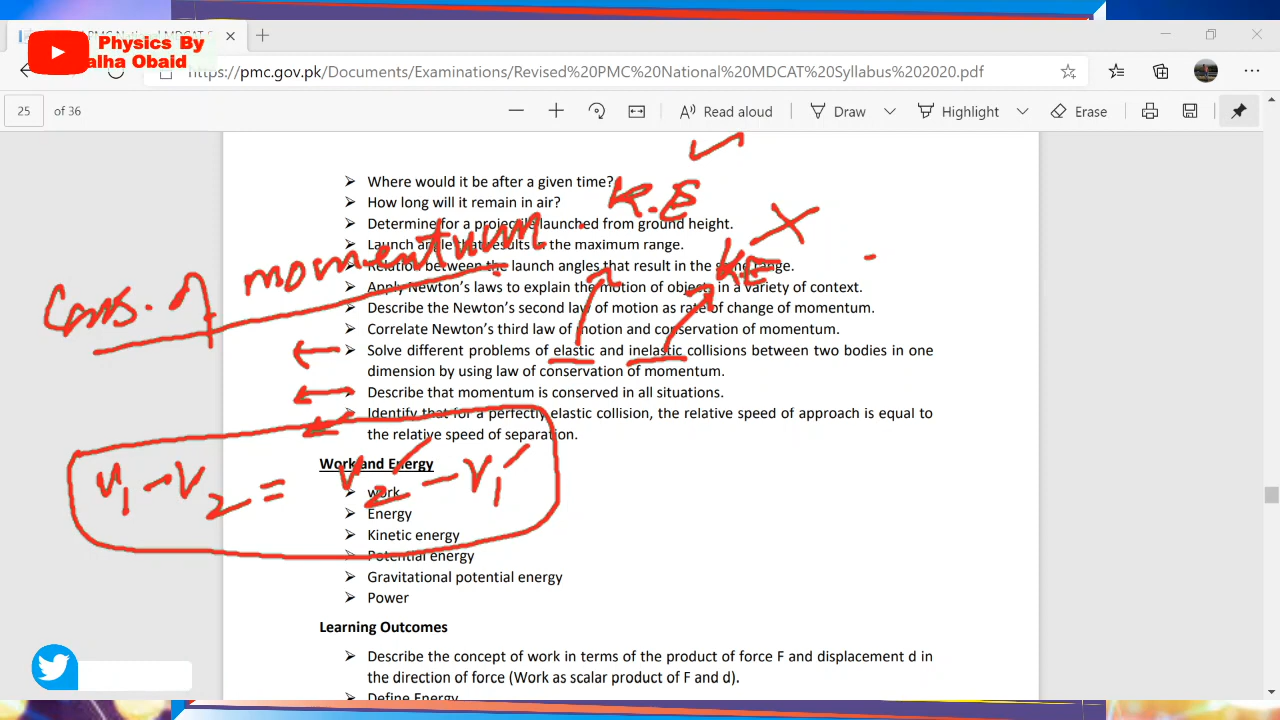 Physics By
alha Obaid
PMC National MDCAT
https://pmc.gov.pk/Documents/Examinations/Revised%20PMC%20National%20MDCAT%20Syllabus%202020.pdf
25 of 36
Read aloud
Draw
Highlight
Erase
Where would it be after a given time?
How long will it remain in air?
Determine for a projectile launched from ground height.
Launch angle that results in the maximum range.
Relation between the launch angles that result in the same range.
Apply Newton's laws to explain the motion of objects in a variety of context.
Describe the Newton's second law of motion as rate of change of momentum.
Correlate Newton's third law of motion and conservation of momentum.
Solve different problems of elastic and inelastic collisions between two bodies in one
dimension by using law of conservation of momentum.
Describe that momentum is conserved in all situations.
Identify that for a perfectly elastic collision, the relative speed of approach is equal to
the relative speed of separation.
Work and Energy
work
Energy
Kinetic energy
Potential energy
Gravitational potential energy
Power
Learning Outcomes
Describe the concept of work in terms of the product of force F and displacement d in
the direction of force (Work as scalar product of F and d).
Define Energy
K.E
KE
Cons. of momentum
v₁ - v₂ = v₂′ - v₁′